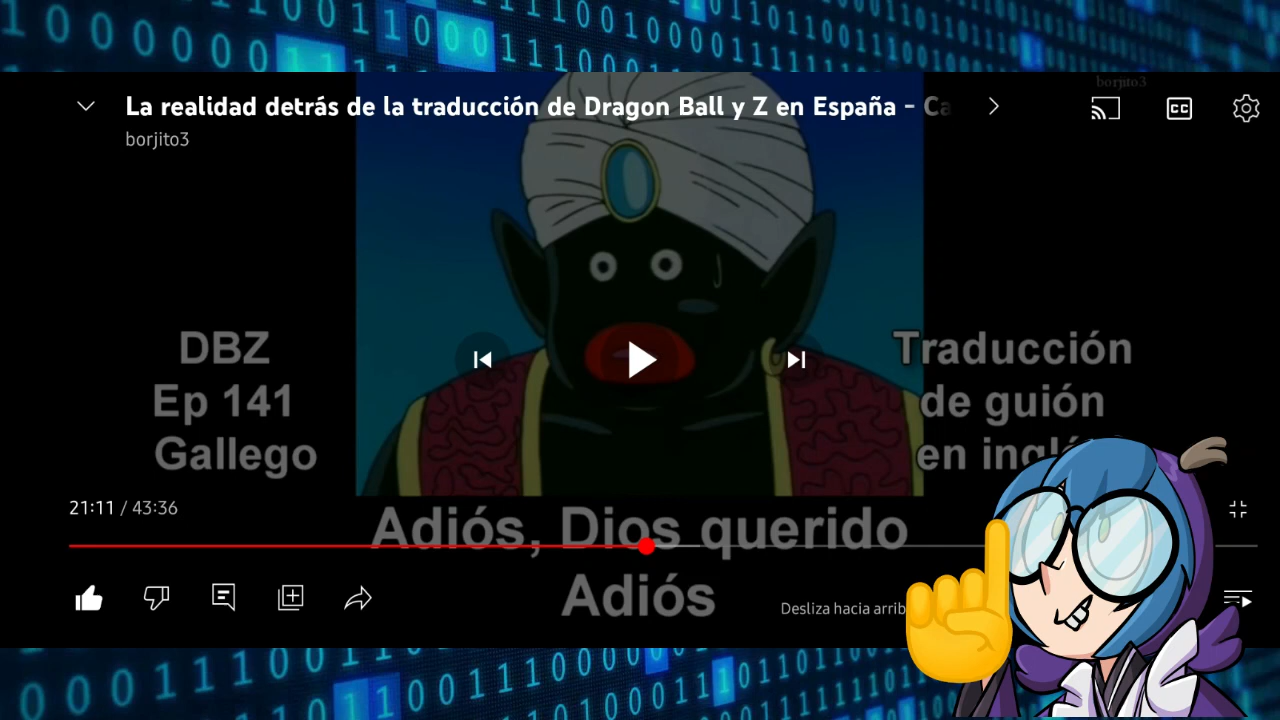 borjito3
La realidad detrás de la traducción de Dragon Ball y Z en España - Ca
borjito3
CC
DBZ
Ep 141
Gallego
Traducción
de guión
en inglé
21:11 / 43:36
Adiós, Dios querido
Adiós
Desliza hacia arrib